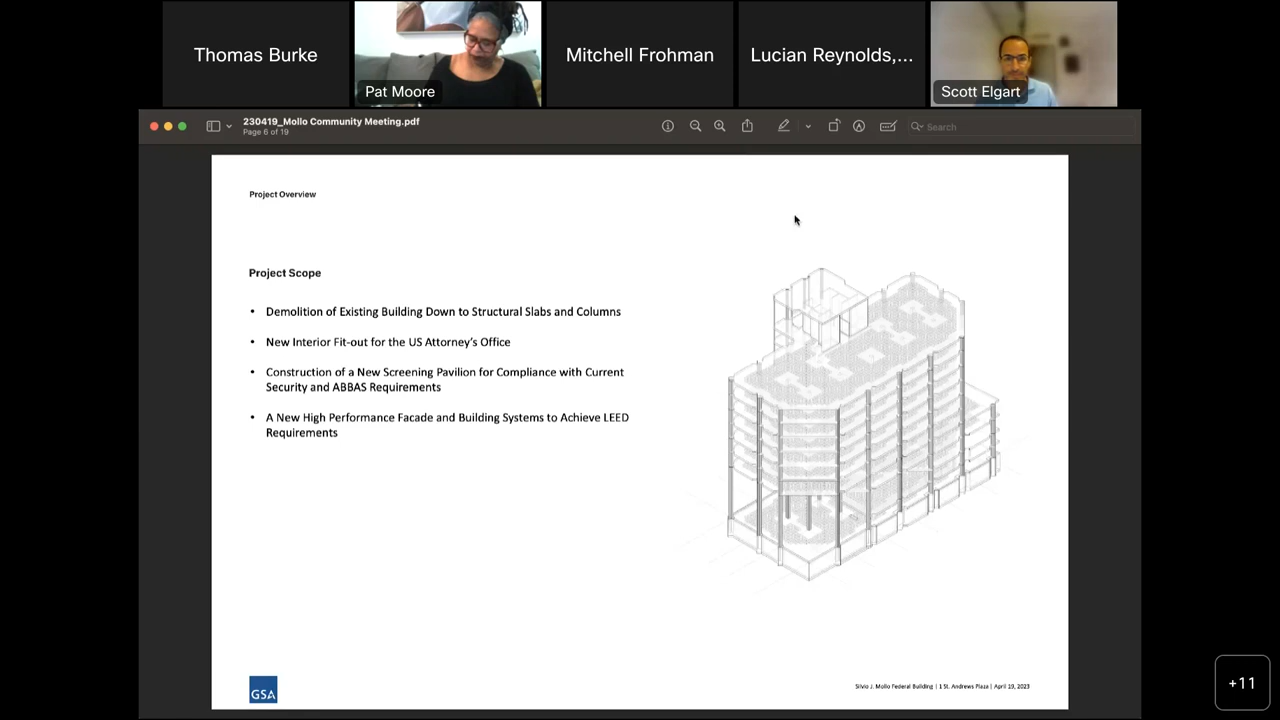 Thomas Burke
Pat Moore
Mitchell Frohman
Lucian Reynolds,...
Scott Elgart
230419_Mollo Community Meeting.pdf
Page 6 of 19
Search
Project Overview
Project Scope
• Demolition of Existing Building Down to Structural Slabs and Columns
• New Interior Fit-out for the US Attorney's Office
• Construction of a New Screening Pavilion for Compliance with Current
Security and ABBAS Requirements
• A New High Performance Facade and Building Systems to Achieve LEED
Requirements
GSA
Silvio J. Mollo Federal Building | 1 St. Andrews Plaza | April 19, 2023
+11